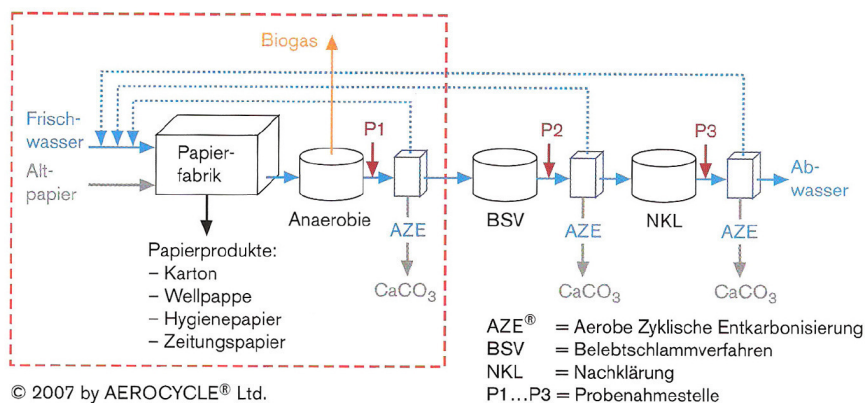 Biogas
Frisch-
wasser
Papier-
fabrik
Alt-
papier
P1
P2
P3
Ab-
wasser
Anaerobie
BSV
NKL
AZE
AZE
AZE
CaCO₃
CaCO₃
CaCO₃
Papierprodukte:
– Karton
– Wellpappe
– Hygienepapier
– Zeitungspapier
AZE® = Aerobe Zyklische Entkarbonisierung
BSV = Belebtschlammverfahren
NKL = Nachklärung
P1...P3 = Probenahmestelle
© 2007 by AEROCYCLE® Ltd.